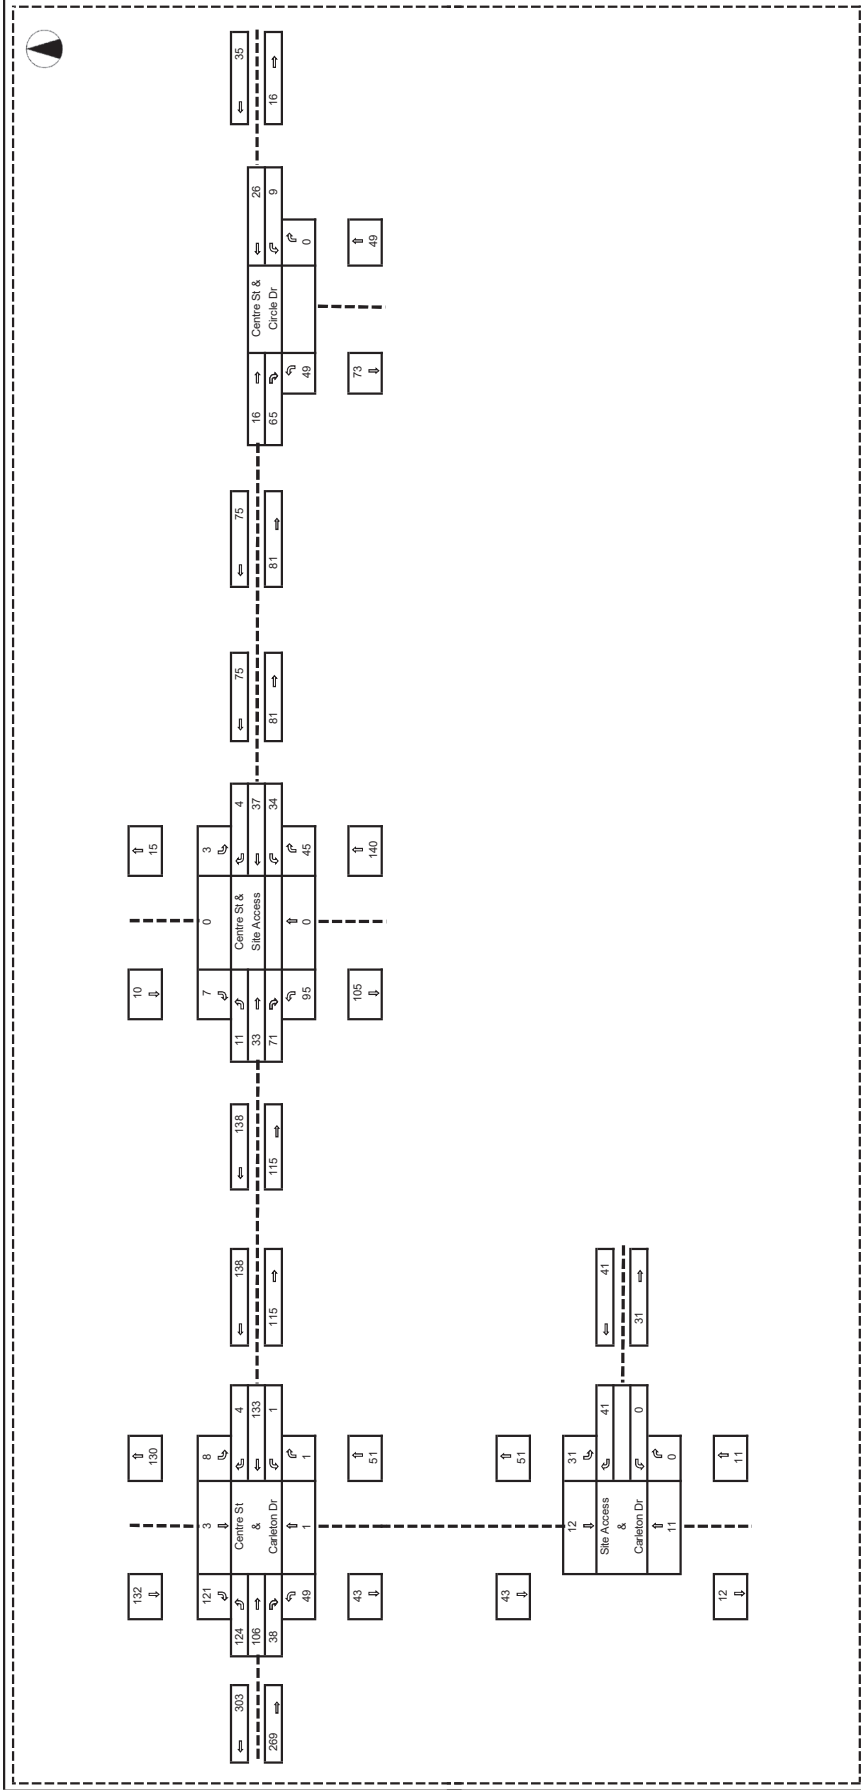 132 130 10 15
121 3 8 7 0 3
303 124 Centre St 4 138 138 11 Centre St & 4 75 75 35
106 & 133 33 Site Access 37 16 Centre St & 26
269 38 Carleton Dr 1 115 115 71 34 81 81 65 Circle Dr 9 16
49 1 1 95 0 45 49 0
43 51 105 140 73 49
43 51
12 31
Site Access 41 41
&
Carleton Dr 0 31
11 0
12 11